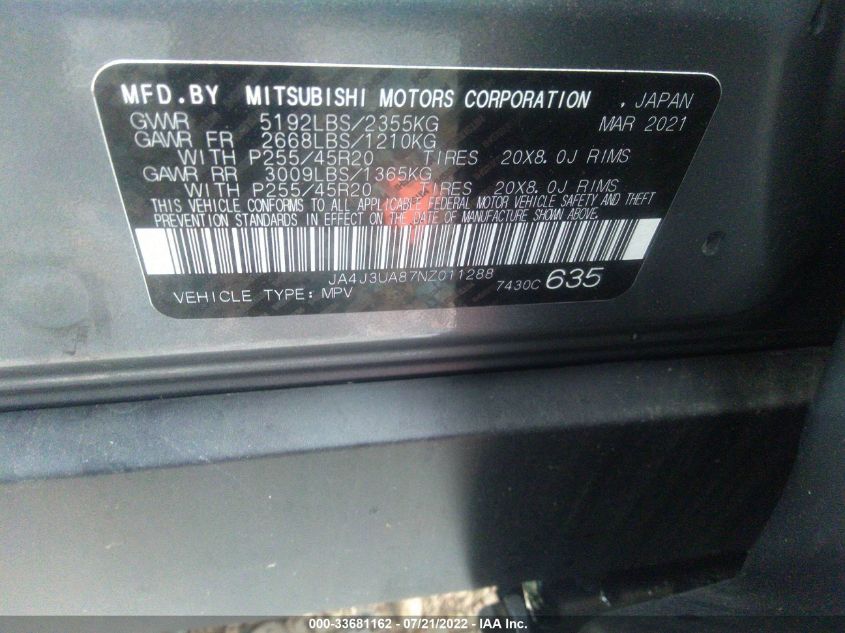 MFD.BY MITSUBISHI MOTORS CORPORATION , JAPAN
GVWR 5192LBS/2355KG MAR 2021
GAWR FR 2668LBS/1210KG
WITH P255/45R20 TIRES 20X8.0J RIMS
GAWR RR 3009LBS/1365KG
WITH P255/45R20 TIRES 20X8.0J RIMS
THIS VEHICLE CONFORMS TO ALL APPLICABLE FEDERAL MOTOR VEHICLE SAFETY AND THEFT
PREVENTION STANDARDS IN EFFECT ON THE DATE OF MANUFACTURE SHOWN ABOVE.
JA4J3UA87NZ011288
VEHICLE TYPE: MPV 7430C 635
000-33681162 - 07/21/2022 - IAA Inc.